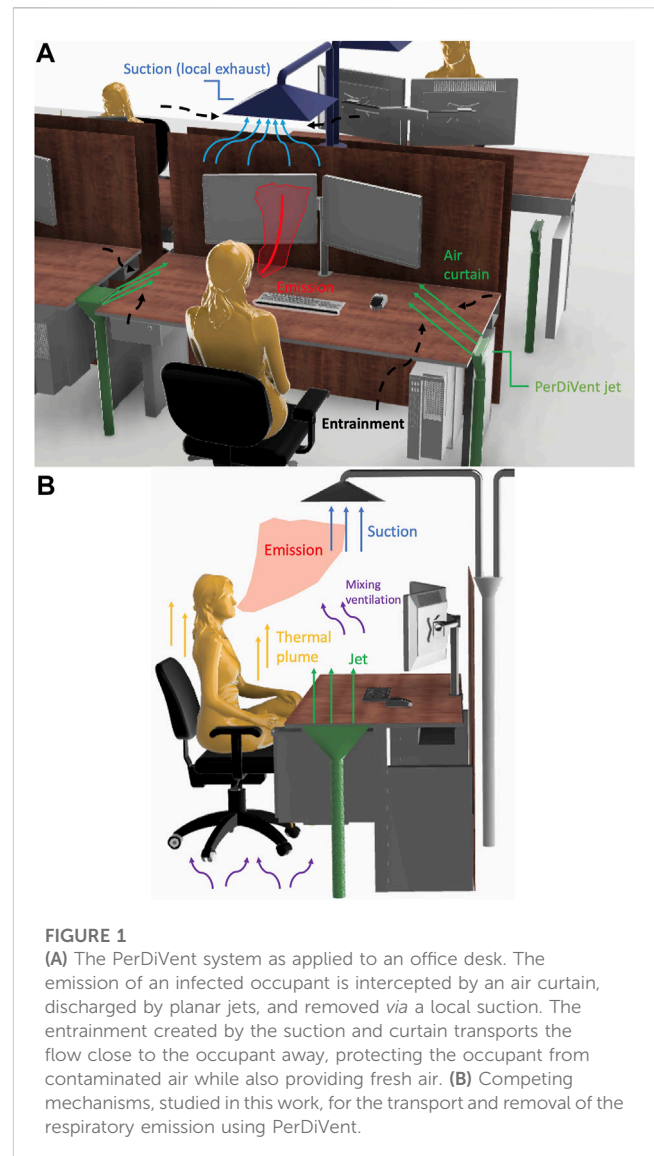 A
Suction (local exhaust)
Emission
Air
curtain
PerDiVent jet
Entrainment
B
Emission
Suction
Mixing
ventilation
Thermal
plume
Jet
FIGURE 1
(A) The PerDiVent system as applied to an office desk. The
emission of an infected occupant is intercepted by an air curtain,
discharged by planar jets, and removed via a local suction. The
entrainment created by the suction and curtain transports the
flow close to the occupant away, protecting the occupant from
contaminated air while also providing fresh air. (B) Competing
mechanisms, studied in this work, for the transport and removal of the
respiratory emission using PerDiVent.